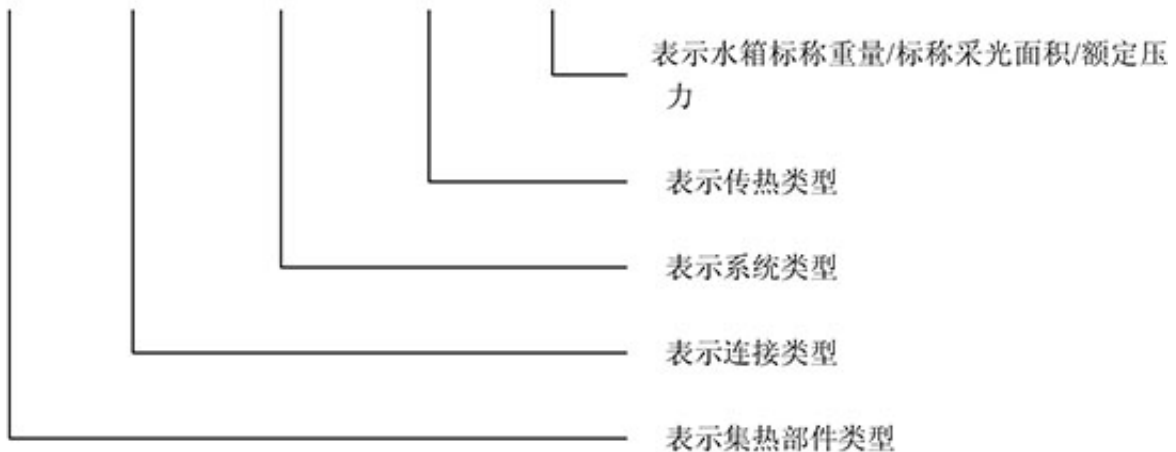 表示水箱标称重量/标称采光面积/额定压
力
表示传热类型
表示系统类型
表示连接类型
表示集热部件类型